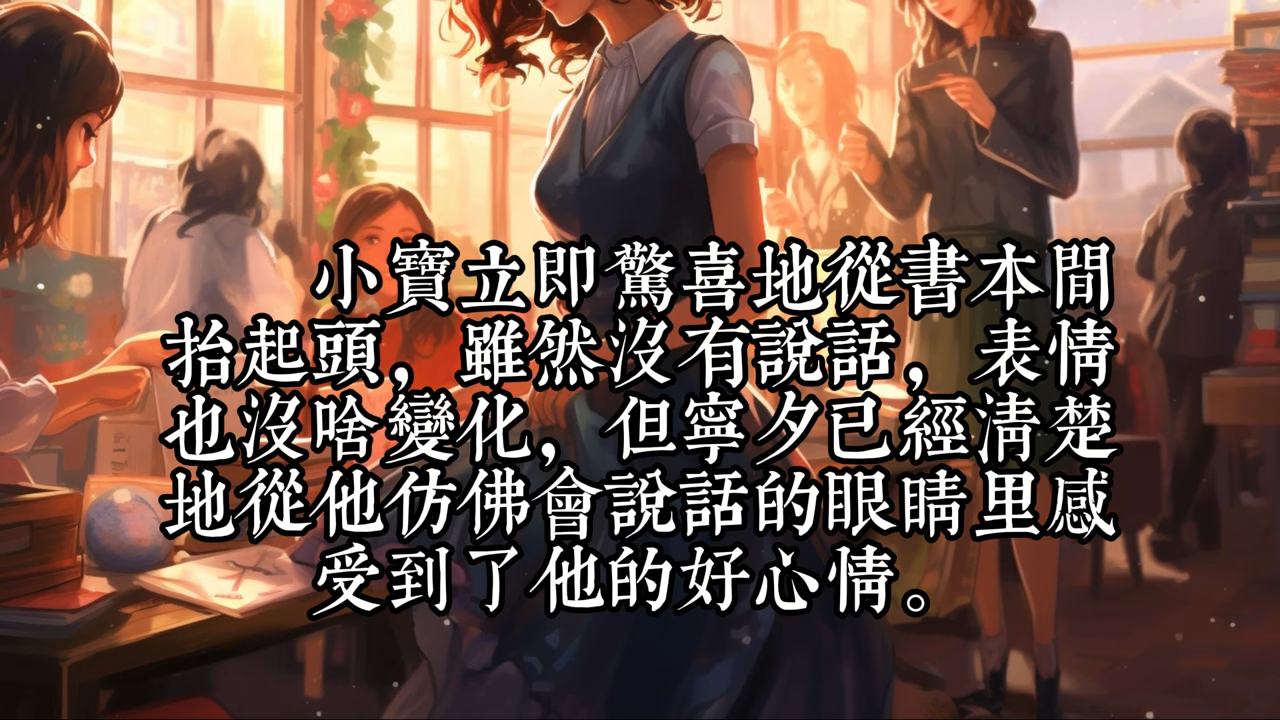 小寶立即驚喜地從書本間
抬起頭，雖然沒有說話，表情
也沒啥變化，但寧夕已經清楚
地從他仿佛會說話的眼睛里感
受到了他的好心情。